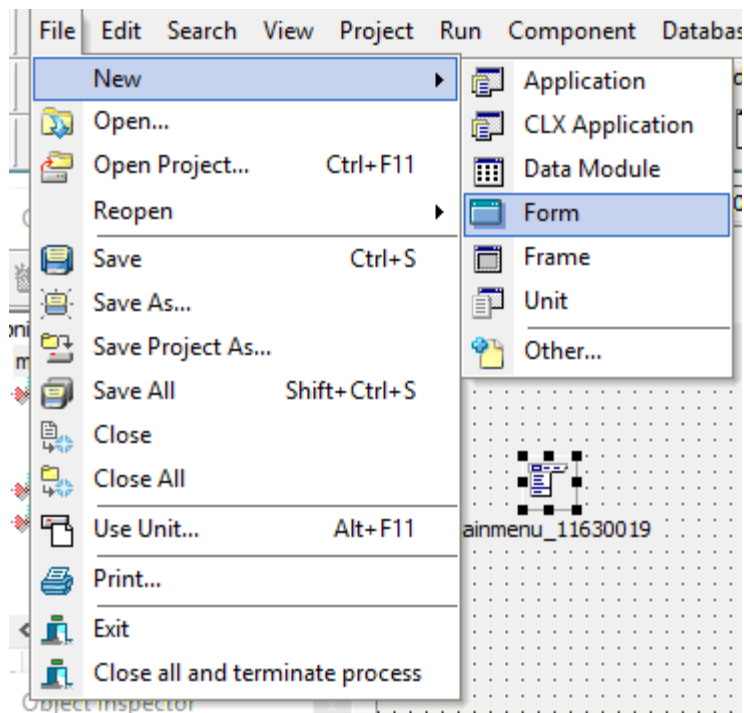 File Edit Search View Project Run Component Databas
New
Open...
Open Project... Ctrl+F11
Reopen
Save Ctrl+S
Save As...
Save Project As...
Save All Shift+Ctrl+S
Close
Close All
Use Unit... Alt+F11
Print...
Exit
Close all and terminate process
Application
CLX Application
Data Module
Form
Frame
Unit
Other...
ainmenu_11630019
Object Inspector